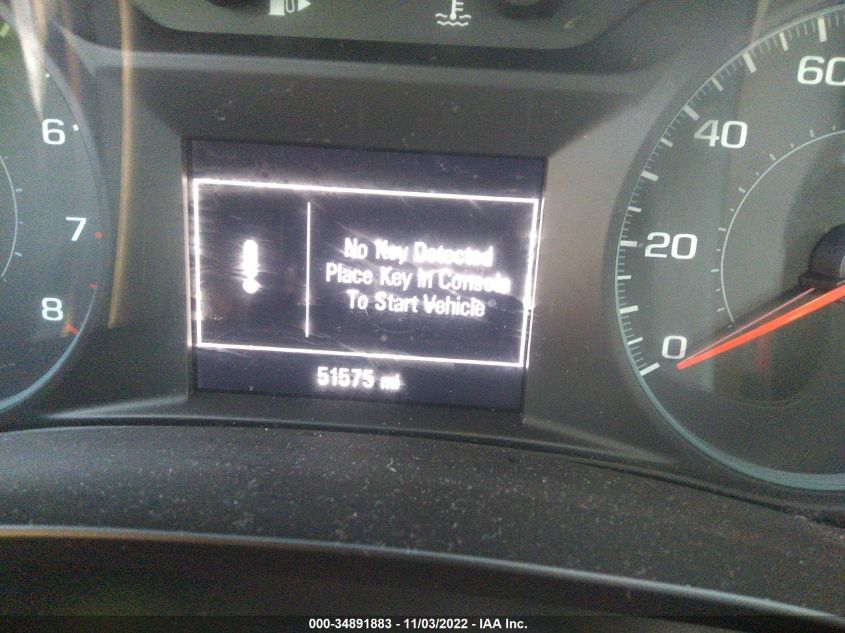 6
7
8
60
40
20
0
No Key Detected
Place Key In Console
To Start Vehicle
51575 mi
000-34891883 - 11/03/2022 - IAA Inc.